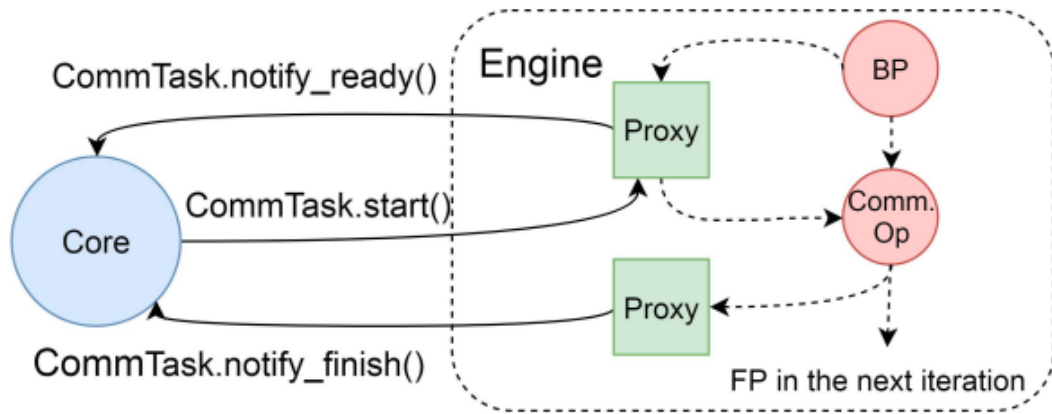 Engine
BP
CommTask.notify_ready()
Proxy
CommTask.start()
Comm.
Op
Core
Proxy
CommTask.notify_finish()
FP in the next iteration